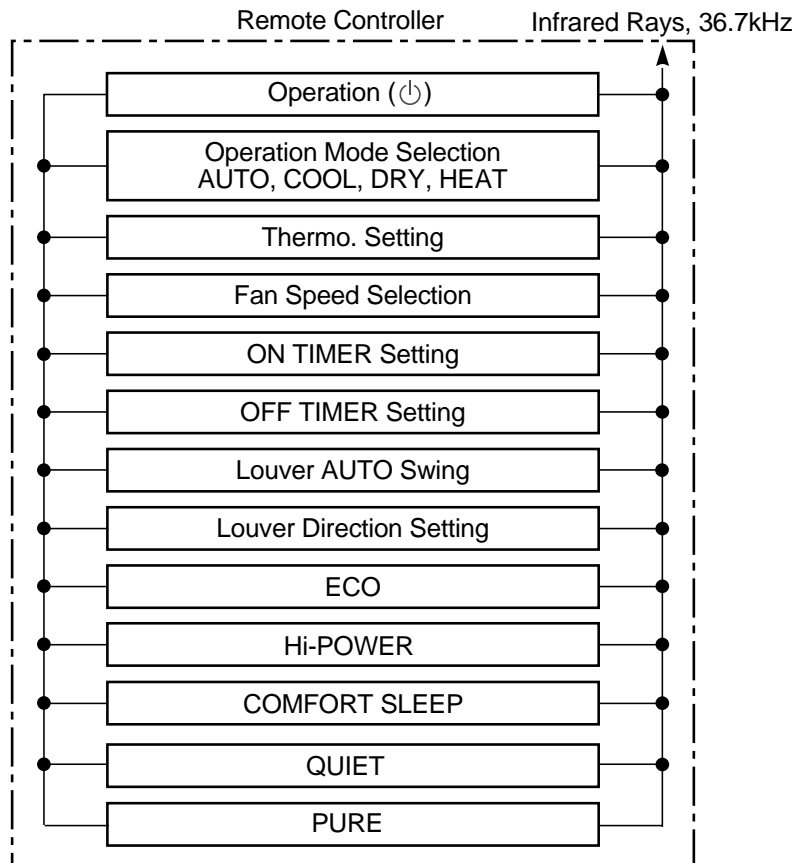 Remote Controller
Infrared Rays, 36.7kHz
Operation (⏻)
Operation Mode Selection
AUTO, COOL, DRY, HEAT
Thermo. Setting
Fan Speed Selection
ON TIMER Setting
OFF TIMER Setting
Louver AUTO Swing
Louver Direction Setting
ECO
Hi-POWER
COMFORT SLEEP
QUIET
PURE